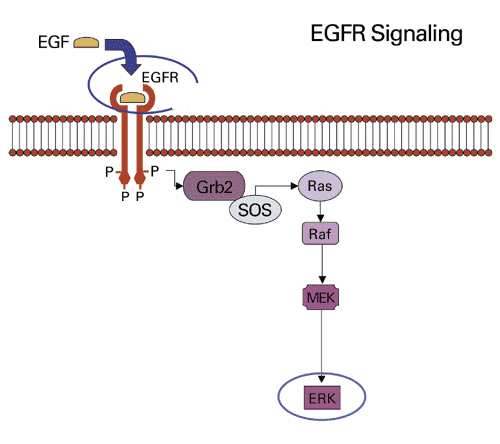 EGFR Signaling
EGF
EGFR
P
P
P
P
Grb2
SOS
Ras
Raf
MEK
ERK